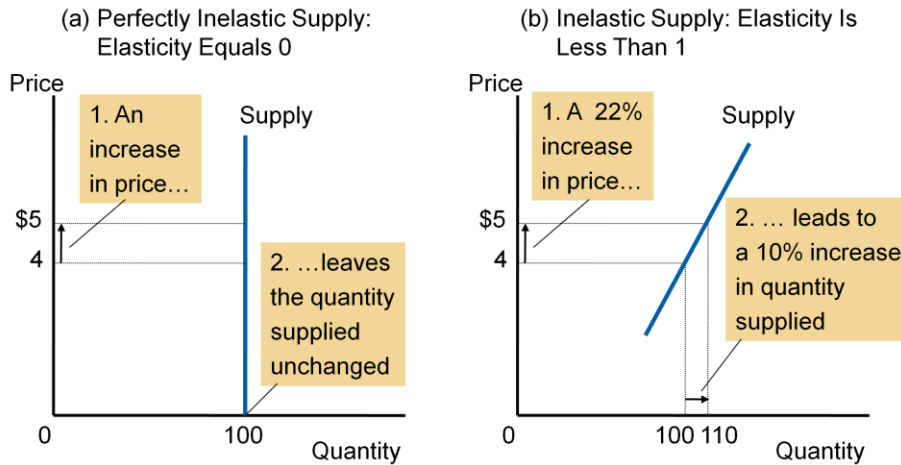 (a) Perfectly Inelastic Supply:
Elasticity Equals 0
Price
1. An
increase
in price…
Supply
$5
4
2. …leaves
the quantity
supplied
unchanged
0
100
Quantity
(b) Inelastic Supply: Elasticity Is
Less Than 1
Price
1. A 22%
increase
in price…
Supply
$5
4
2. … leads to
a 10% increase
in quantity
supplied
0
100 110
Quantity